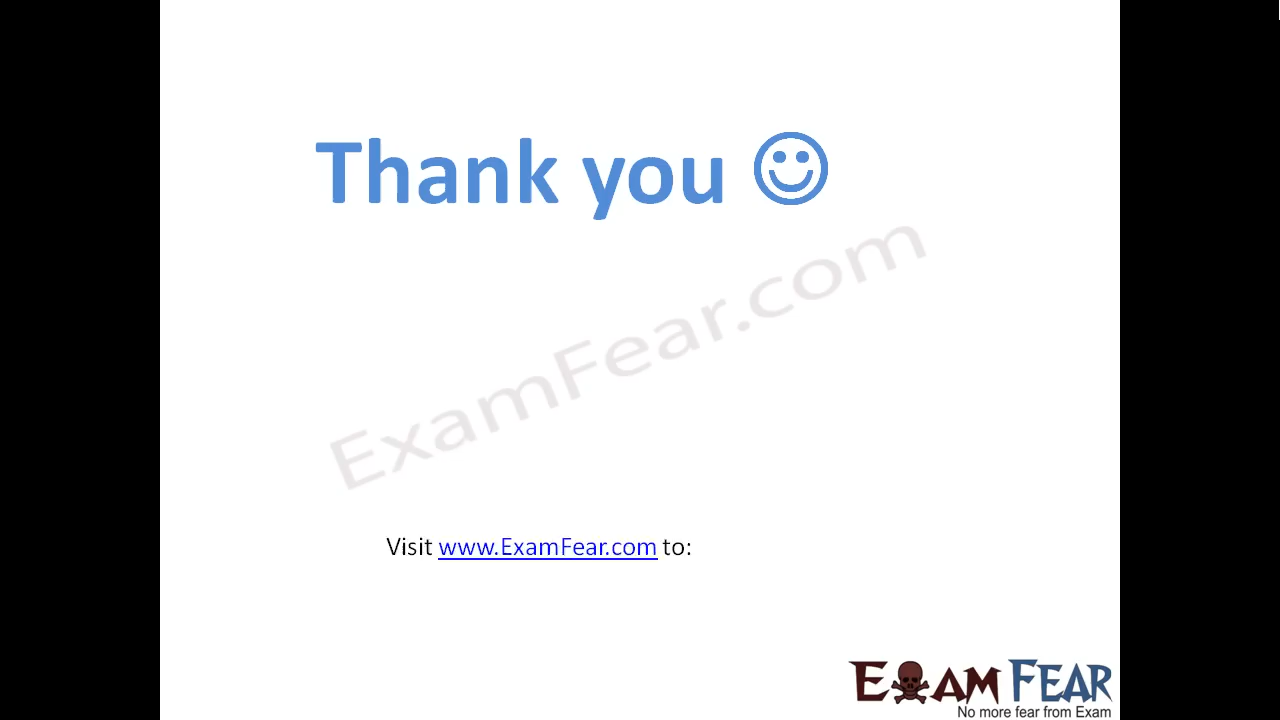 Thank you ☺
ExamFear.com
Visit www.ExamFear.com to:
EXAM FEAR
No more fear from Exam